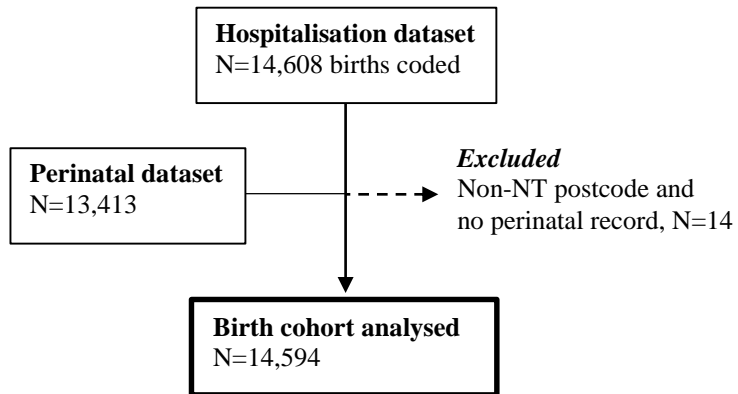 Hospitalisation dataset
N=14,608 births coded
Perinatal dataset
N=13,413
Excluded
Non-NT postcode and
no perinatal record, N=14
Birth cohort analysed
N=14,594